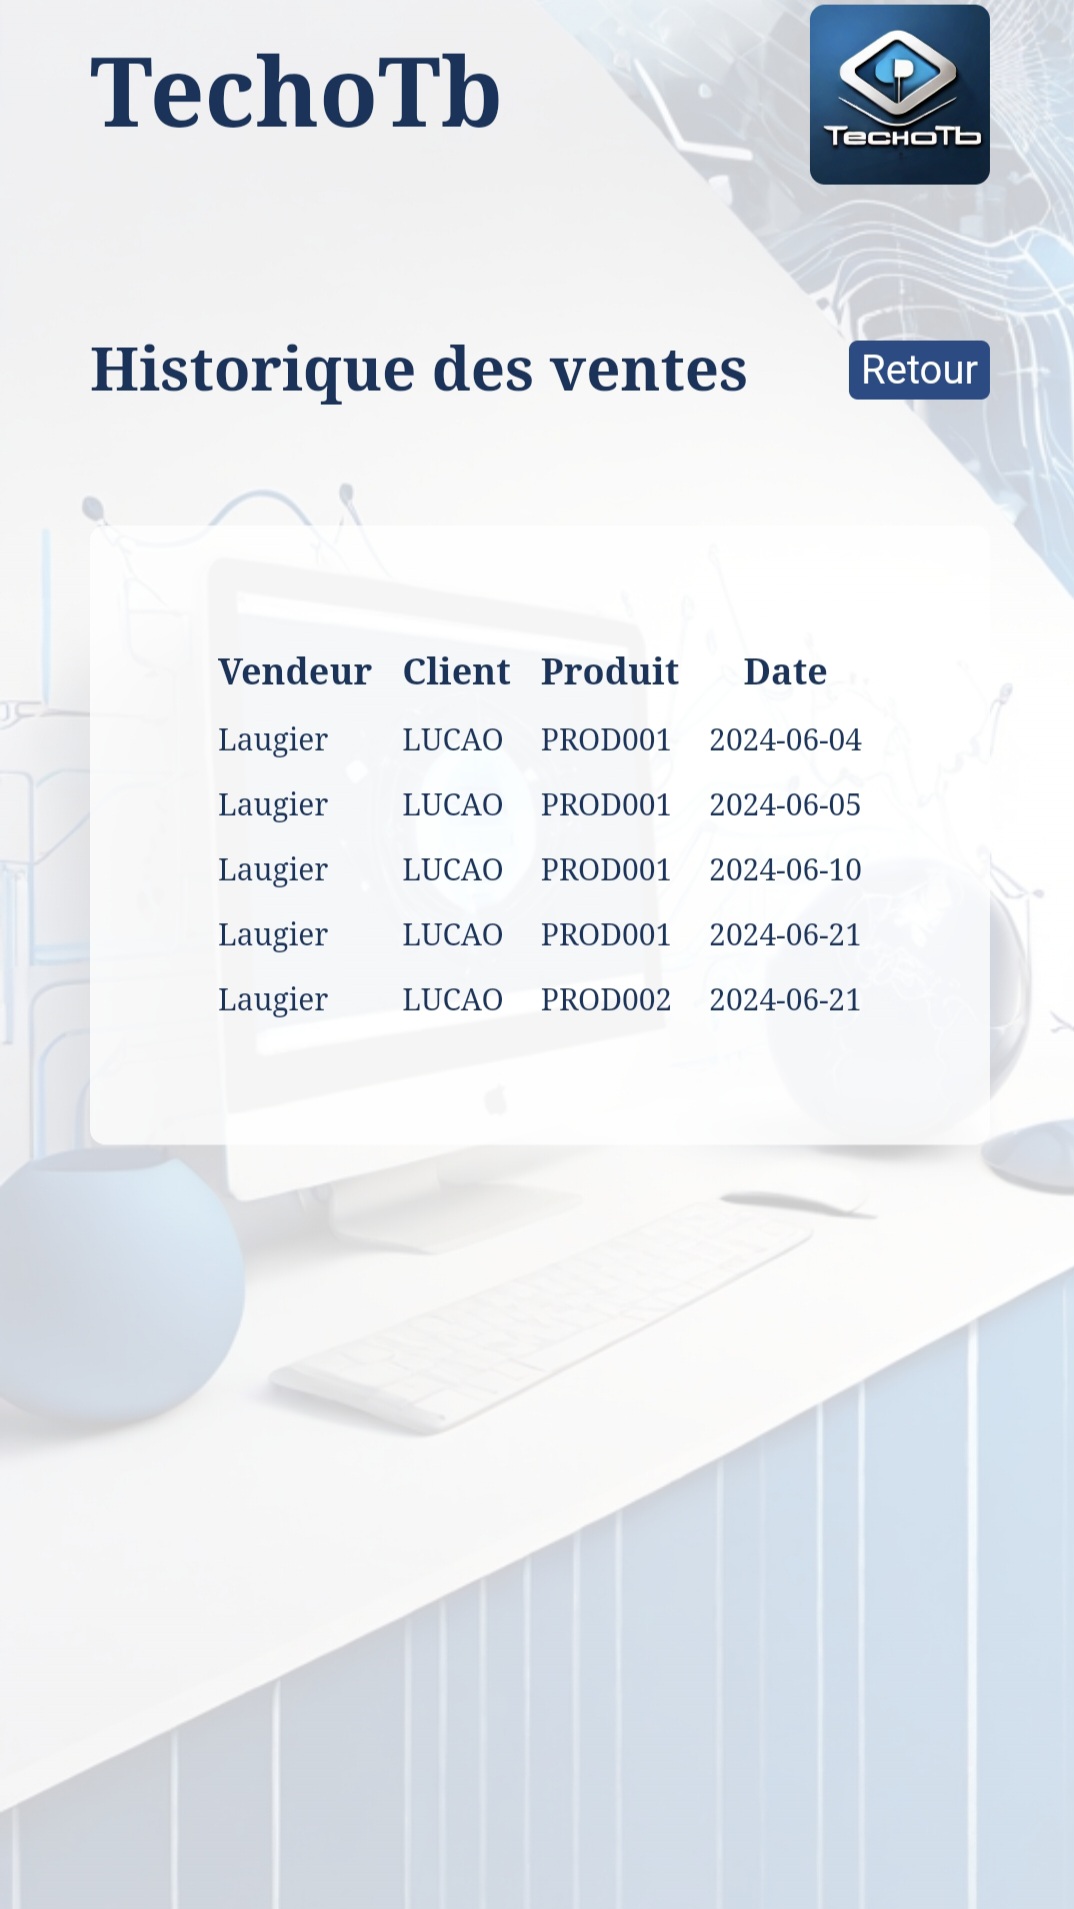 TechoTb
TECHOTb
Historique des ventes
Retour
Vendeur Client Produit Date
Laugier LUCAO PROD001 2024-06-04
Laugier LUCAO PROD001 2024-06-05
Laugier LUCAO PROD001 2024-06-10
Laugier LUCAO PROD001 2024-06-21
Laugier LUCAO PROD002 2024-06-21